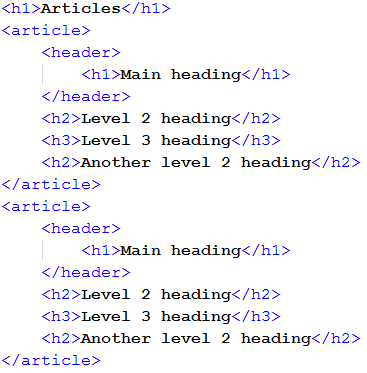 <h1>Articles</h1>
<article>
    <header>
        <h1>Main heading</h1>
    </header>
    <h2>Level 2 heading</h2>
    <h3>Level 3 heading</h3>
    <h2>Another level 2 heading</h2>
</article>
<article>
    <header>
        <h1>Main heading</h1>
    </header>
    <h2>Level 2 heading</h2>
    <h3>Level 3 heading</h3>
    <h2>Another level 2 heading</h2>
</article>